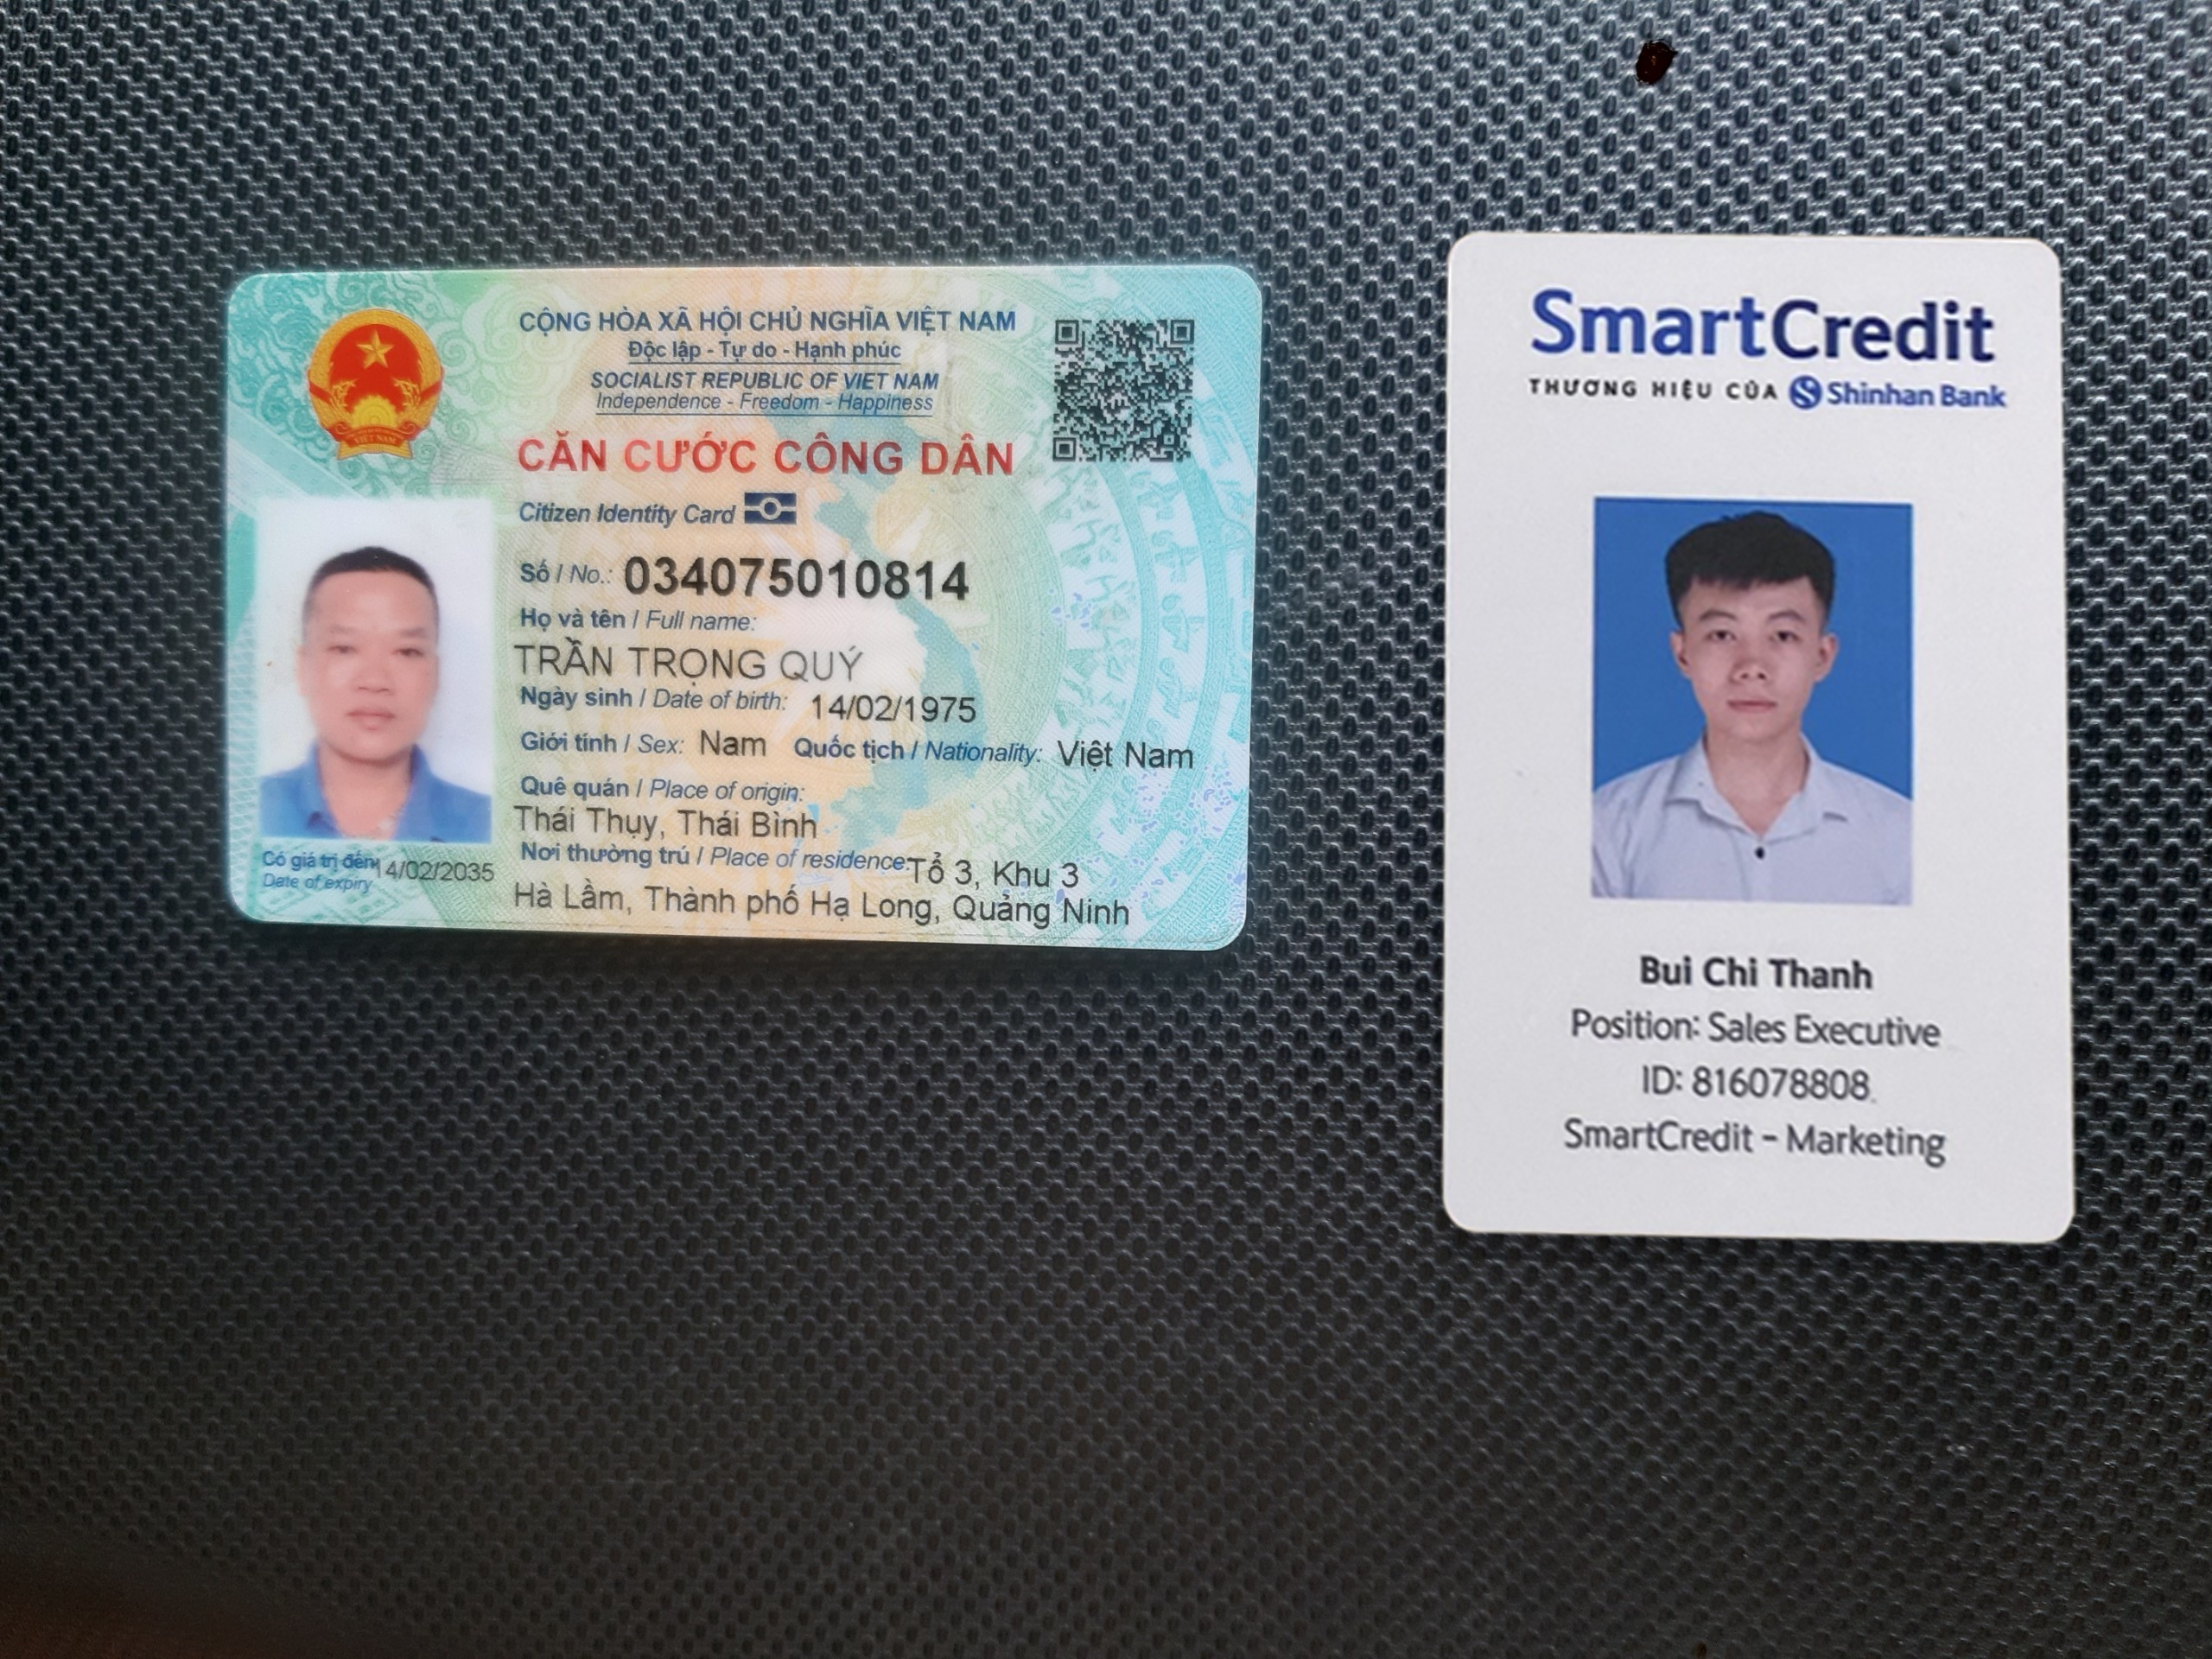 CỘNG HÒA XÃ HỘI CHỦ NGHĨA VIỆT NAM
Độc lập - Tự do - Hạnh phúc
SOCIALIST REPUBLIC OF VIET NAM
Independence - Freedom - Happiness
CĂN CƯỚC CÔNG DÂN
Citizen Identity Card
Số / No.: 034075010814
Họ và tên / Full name:
TRẦN TRỌNG QUÝ
Ngày sinh / Date of birth: 14/02/1975
Giới tính / Sex: Nam Quốc tịch / Nationality: Việt Nam
Quê quán / Place of origin:
Thái Thụy, Thái Bình
Nơi thường trú / Place of residence: Tổ 3, Khu 3
Hà Lầm, Thành phố Hạ Long, Quảng Ninh
Có giá trị đến: 14/02/2035
Date of expiry
VIỆT NAM
SmartCredit
THƯƠNG HIỆU CỦA Shinhan Bank
Bui Chi Thanh
Position: Sales Executive
ID: 816078808
SmartCredit - Marketing